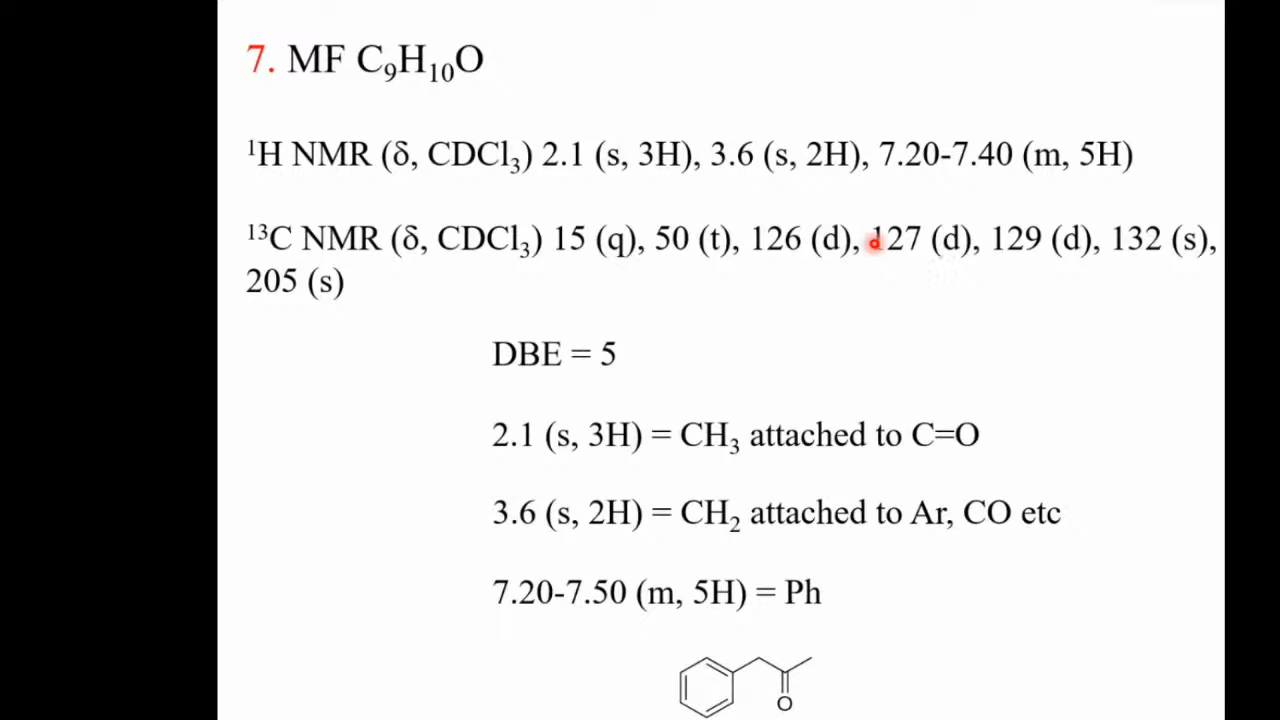 7. MF C₉H₁₀O
¹H NMR (δ, CDCl₃) 2.1 (s, 3H), 3.6 (s, 2H), 7.20-7.40 (m, 5H)
¹³C NMR (δ, CDCl₃) 15 (q), 50 (t), 126 (d), 127 (d), 129 (d), 132 (s),
205 (s)
DBE = 5
2.1 (s, 3H) = CH₃ attached to C=O
3.6 (s, 2H) = CH₂ attached to Ar, CO etc
7.20-7.50 (m, 5H) = Ph
O